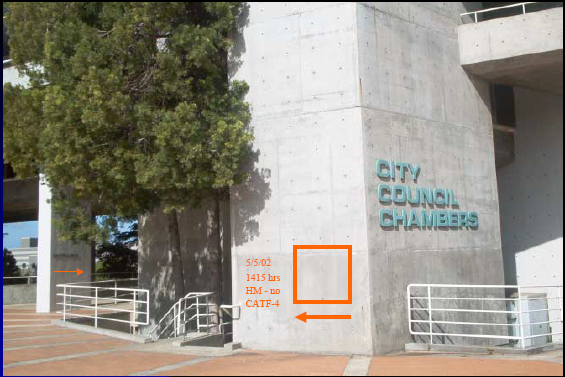 CITY
COUNCIL
CHAMBERS
5/5/02
1415 hrs
HM - no
CATF-4